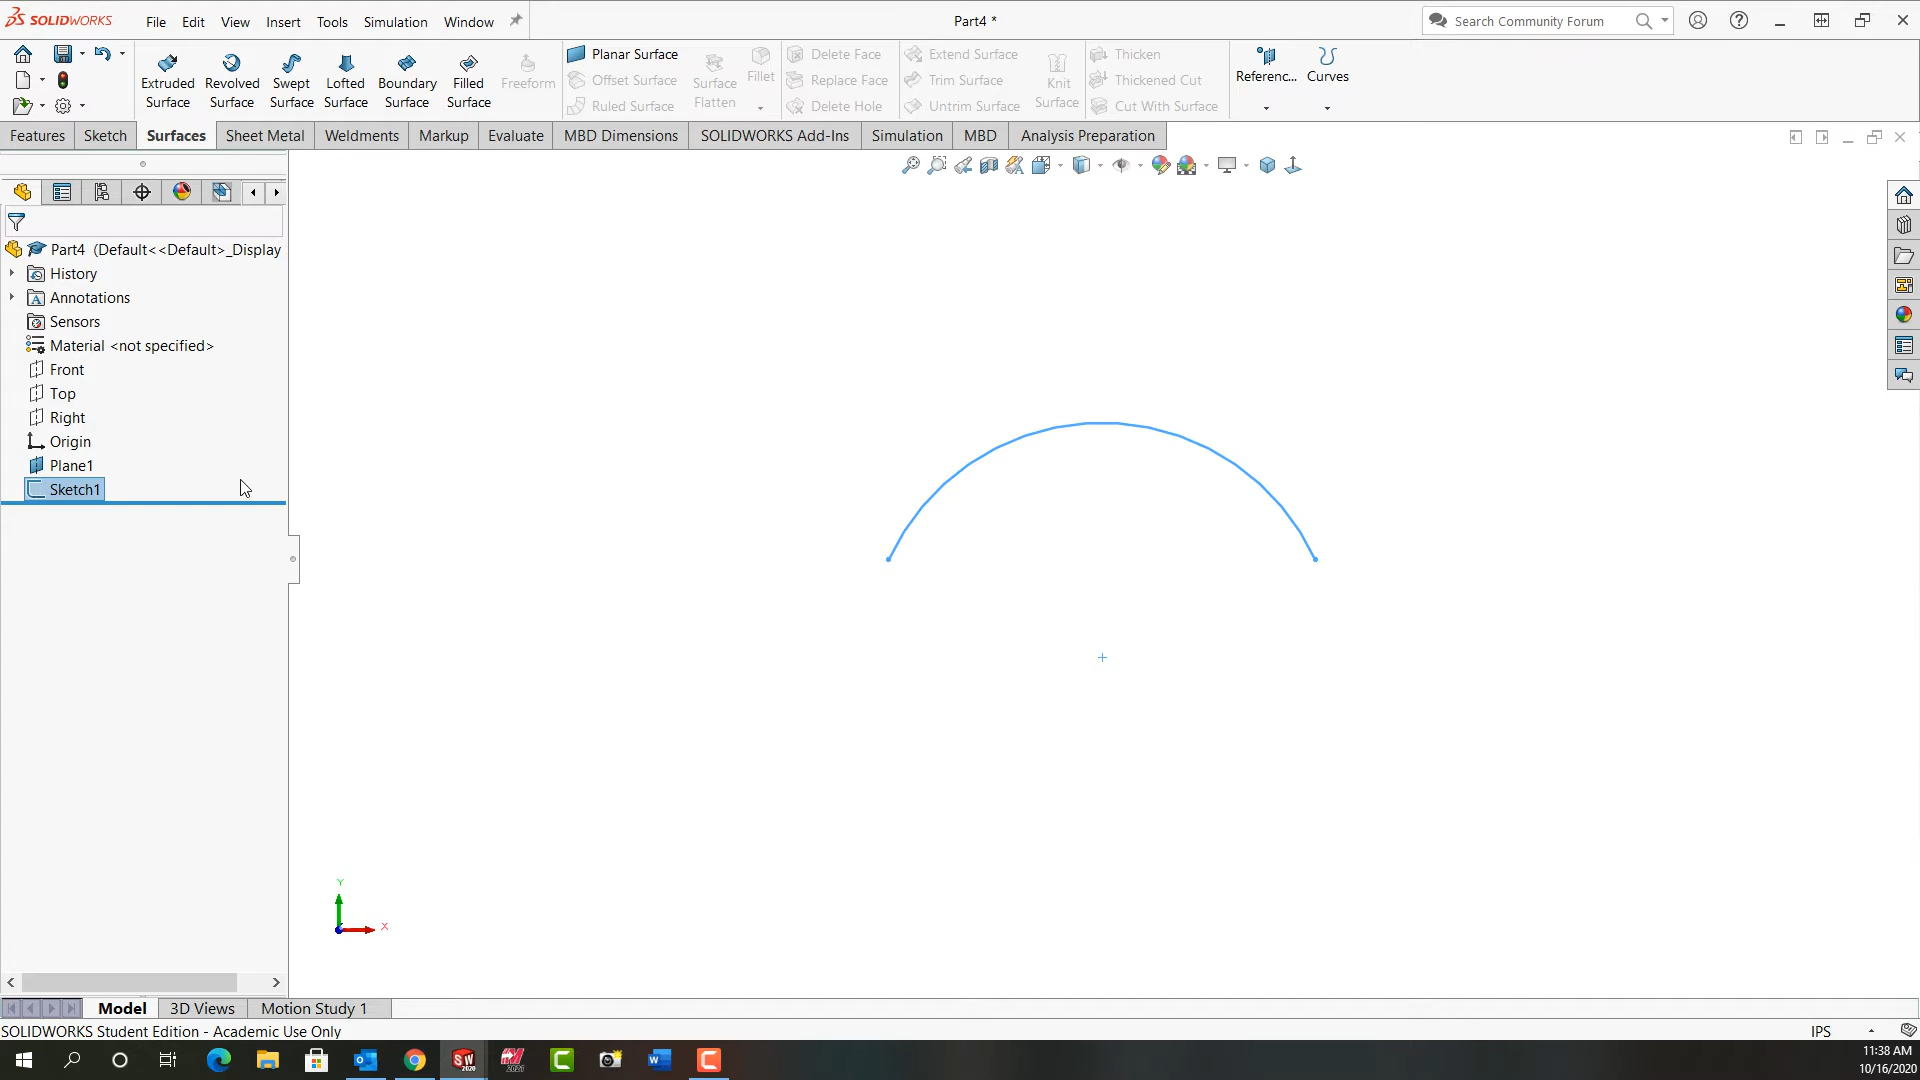 SOLIDWORKS File Edit View Insert Tools Simulation Window Part4 * Search Community Forum
Extruded Surface
Revolved Surface
Swept Surface
Lofted Surface
Boundary Surface
Filled Surface
Freeform
Planar Surface
Offset Surface
Ruled Surface
Surface Flatten
Fillet
Delete Face
Replace Face
Delete Hole
Extend Surface
Trim Surface
Untrim Surface
Knit Surface
Thicken
Thickened Cut
Cut With Surface
Referenc...
Curves
Features Sketch Surfaces Sheet Metal Weldments Markup Evaluate MBD Dimensions SOLIDWORKS Add-Ins Simulation MBD Analysis Preparation
Part4 (Default<<Default>_Display
History
Annotations
Sensors
Material <not specified>
Front
Top
Right
Origin
Plane1
Sketch1
Y
X
Model 3D Views Motion Study 1
SOLIDWORKS Student Edition - Academic Use Only IPS
11:38 AM
10/16/2020